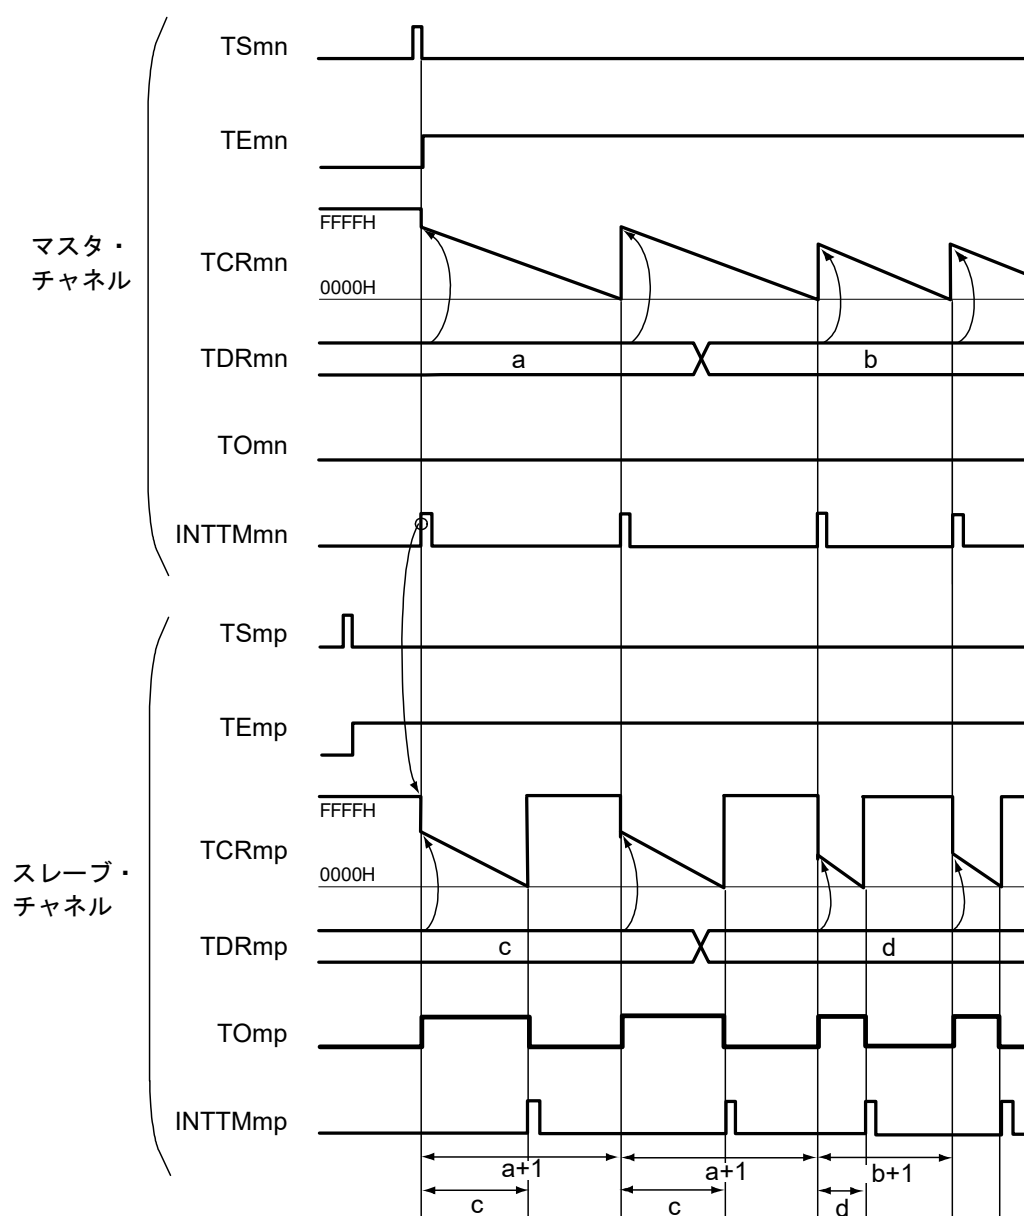 TSmn
TEmn
FFFFH
TCRmn
0000H
マスタ・
チャネル
TDRmn
a
b
TOmn
INTTMmn
TSmp
TEmp
FFFFH
TCRmp
0000H
スレーブ・
チャネル
TDRmp
c
d
TOmp
INTTMmp
a+1
a+1
b+1
c
c
d